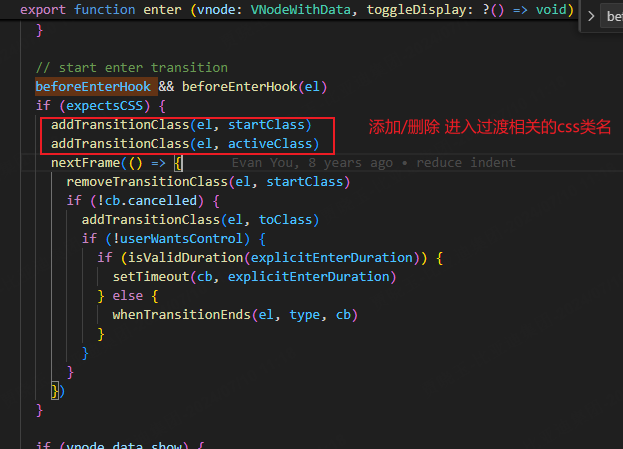 export function enter (vnode: VNodeWithData, toggleDisplay: ?() => void)
bef
}
// start enter transition
beforeEnterHook && beforeEnterHook(el)
if (expectsCSS) {
addTransitionClass(el, startClass)
添加/删除 进入过渡相关的css类名
addTransitionClass(el, activeClass)
nextFrame(() => { Evan You, 8 years ago • reduce indent
removeTransitionClass(el, startClass)
if (!cb.cancelled) {
addTransitionClass(el, toClass)
if (!userWantsControl) {
if (isValidDuration(explicitEnterDuration)) {
setTimeout(cb, explicitEnterDuration)
} else {
whenTransitionEnds(el, type, cb)
}
}
}
})
}
if (vnode.data.show) {